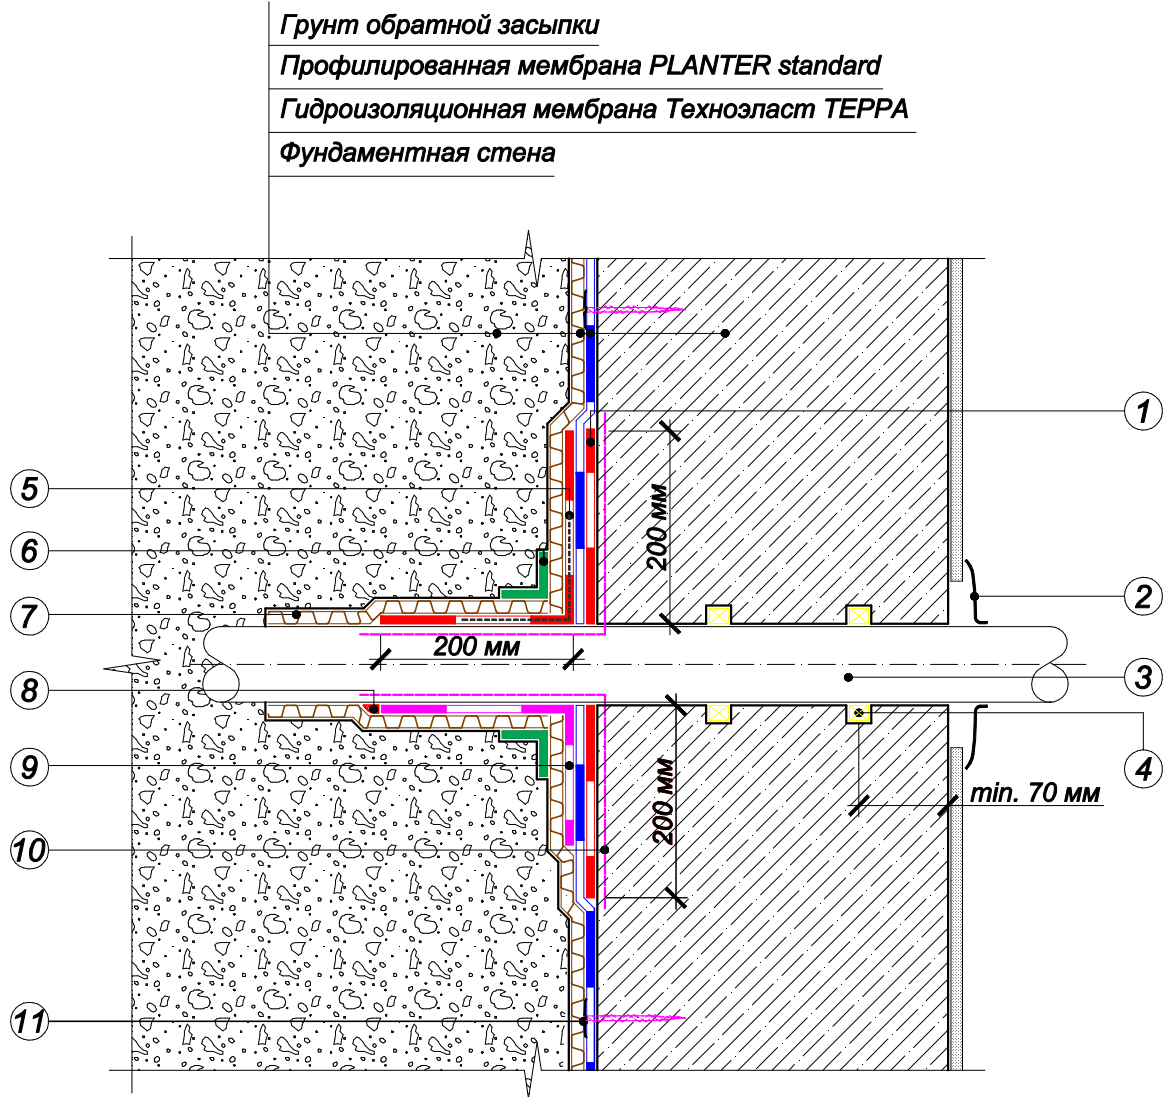 Грунт обратной засыпки
Профилированная мембрана PLANTER standard
Гидроизоляционная мембрана Техноэласт ТЕРРА
Фундаментная стена
1
5
200 мм
6
2
7
200 мм
3
8
9
4
200 мм
min. 70 мм
10
11